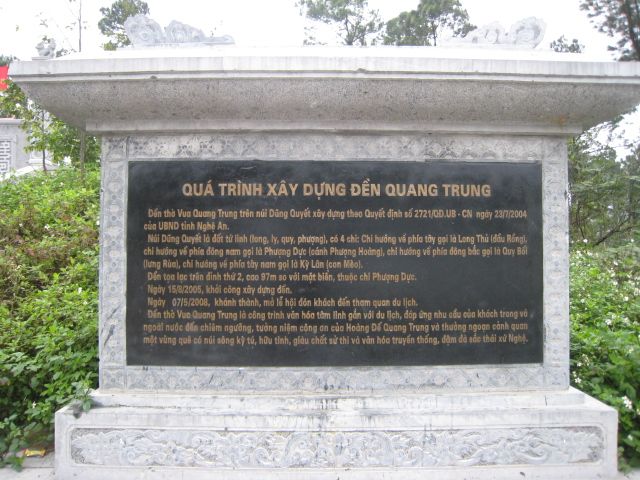 QUÁ TRÌNH XÂY DỰNG ĐỀN QUANG TRUNG
Đền thờ Vua Quang Trung trên núi Dũng Quyết xây dựng theo Quyết định số 2721/QĐ.UB - CN ngày 23/7/2004
của UBND tỉnh Nghệ An.
Núi Dũng Quyết là đất tứ linh (long, ly, quy, phượng), có 4 chi: Chi hướng về phía tây gọi là Long Thủ (đầu Rồng),
chi hướng về phía đông nam gọi là Phượng Dực (cánh Phượng Hoàng), chi hướng về phía đông bắc gọi là Quy Bối
(lưng Rùa), chi hướng về phía tây nam gọi là Kỳ Lân (con Mèo).
Đền tọa lạc trên đỉnh thứ 2, cao 97m so với mặt biển, thuộc chi Phượng Dực.
Ngày 15/8/2005, khởi công xây dựng đền.
Ngày 07/5/2008, khánh thành, mở lễ hội đón khách đến tham quan du lịch.
Đền thờ Vua Quang Trung là công trình văn hóa tâm linh gắn với du lịch, đáp ứng nhu cầu của khách trong và
ngoài nước đến chiêm ngưỡng, tưởng niệm công ơn của Hoàng Đế Quang Trung và thưởng ngoạn cảnh quan
một vùng quê có núi sông kỳ tú, hữu tình, giàu chất sử thi và văn hóa truyền thống, đậm đà sắc thái xứ Nghệ.